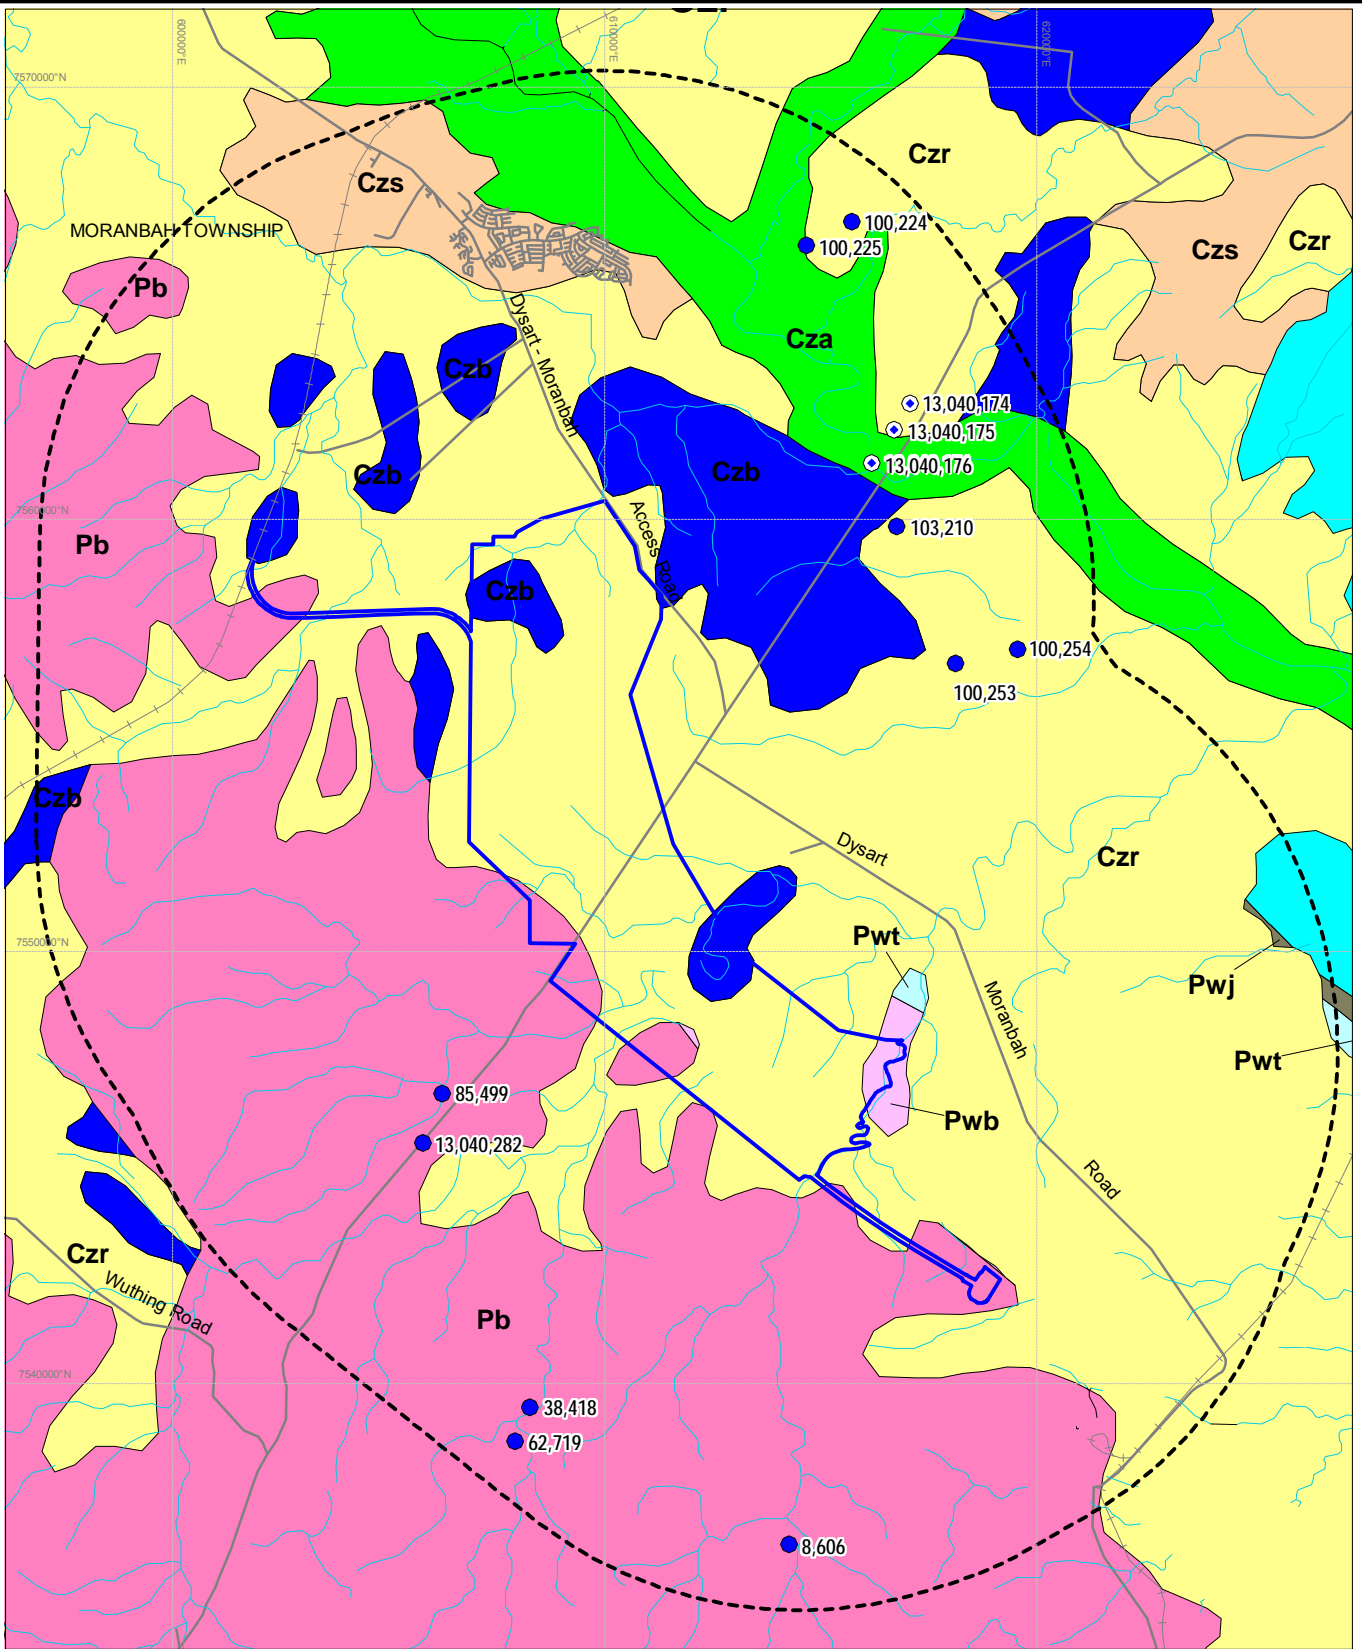 600000°E
610000°E
620000°E
7570000°N
Czr
Czs
100,224
MORANBAH TOWNSHIP
100,225
Czr
Czs
Pb
Cza
Dysart - Moranbah
Czb
13,040,174
13,040,175
13,040,176
Czb
Czb
7560000°N
103,210
Access Road
Pb
Czb
100,254
100,253
Czb
Dysart
Czr
Pwt
7550000°N
Pwj
Moranbah
Pwt
85,499
Pwb
13,040,282
Road
Czr
Wuthing Road
Pb
7540000°N
38,418
62,719
8,606